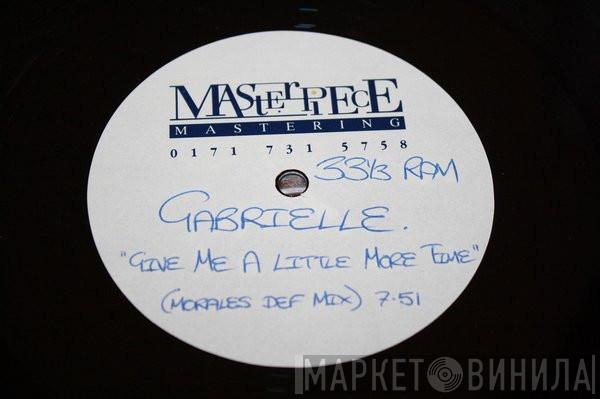 MASTERPIECE
MASTERING
0171 731 5758
33⅓ RPM
GABRIELLE.
"GIVE ME A LITTLE MORE TIME"
(MORALES DEF MIX) 7.51
МАРКЕТ ВИНИЛА